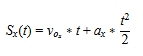 Sₓ(t) = v₀ₓ * t + aₓ * t²/2